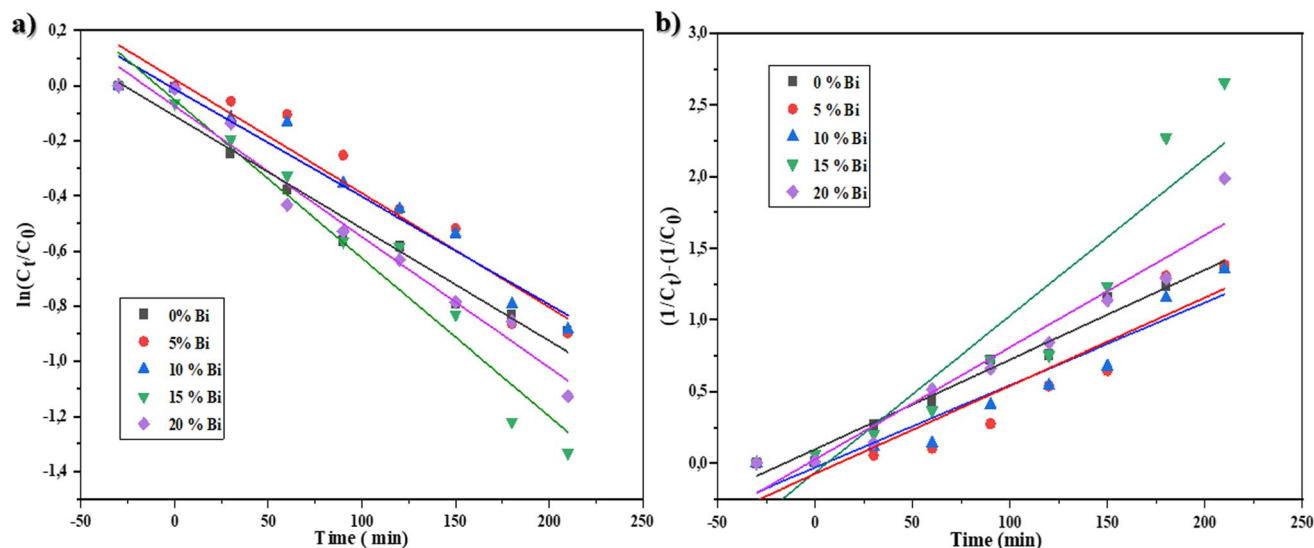 a)
0,2
0,0
-0,2
-0,4
-0,6
-0,8
-1,0
-1,2
-1,4
ln(Cₜ/C₀)
0% Bi
5% Bi
10 % Bi
15 % Bi
20 % Bi
-50 0 50 100 150 200 250
Time ( min)
b)
3,0
2,5
2,0
1,5
1,0
0,5
0,0
(1/Cₜ)-(1/C₀)
0 %Bi
5 %Bi
10 %Bi
15 %Bi
20 %Bi
-50 0 50 100 150 200 250
Time (min)